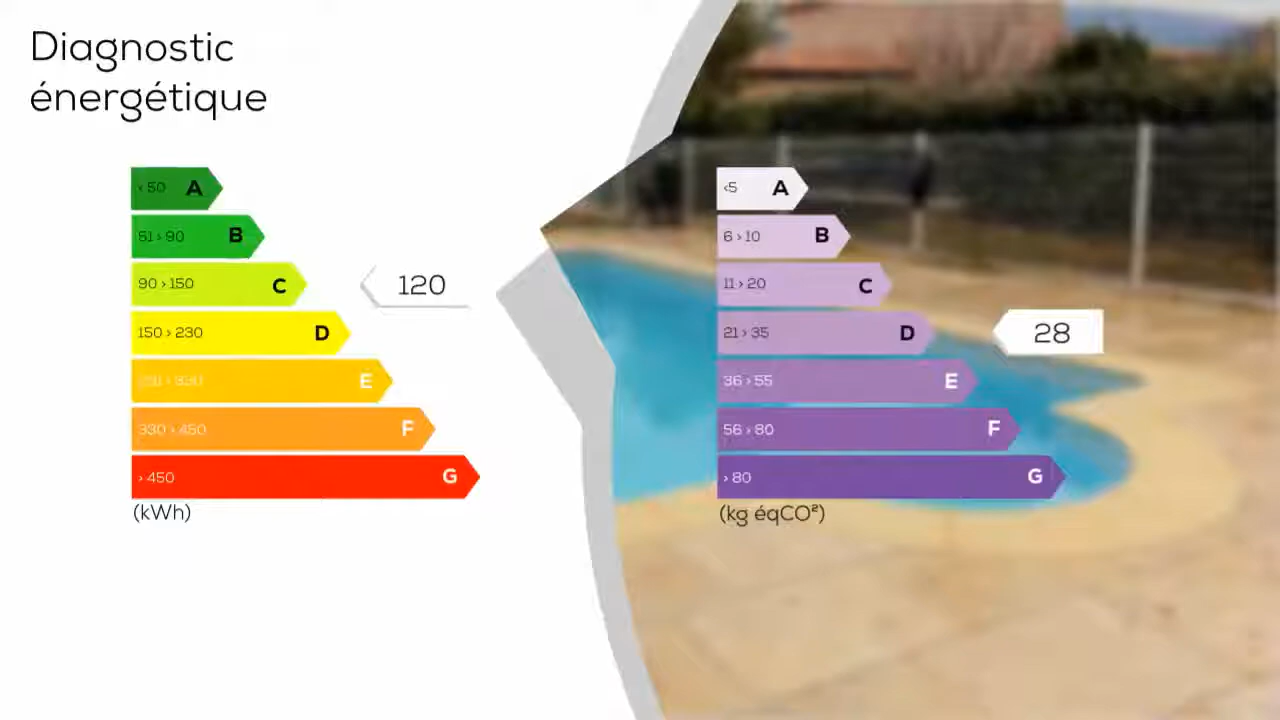 Diagnostic
énergétique
< 50 A
51 > 90 B
90 > 150 C
120
150 > 230 D
E
330 > 450 F
> 450 G
(kWh)
<5 A
6 > 10 B
11 > 20 C
21 > 35 D
28
36 > 55 E
56 > 80 F
> 80 G
(kg éqCO²)